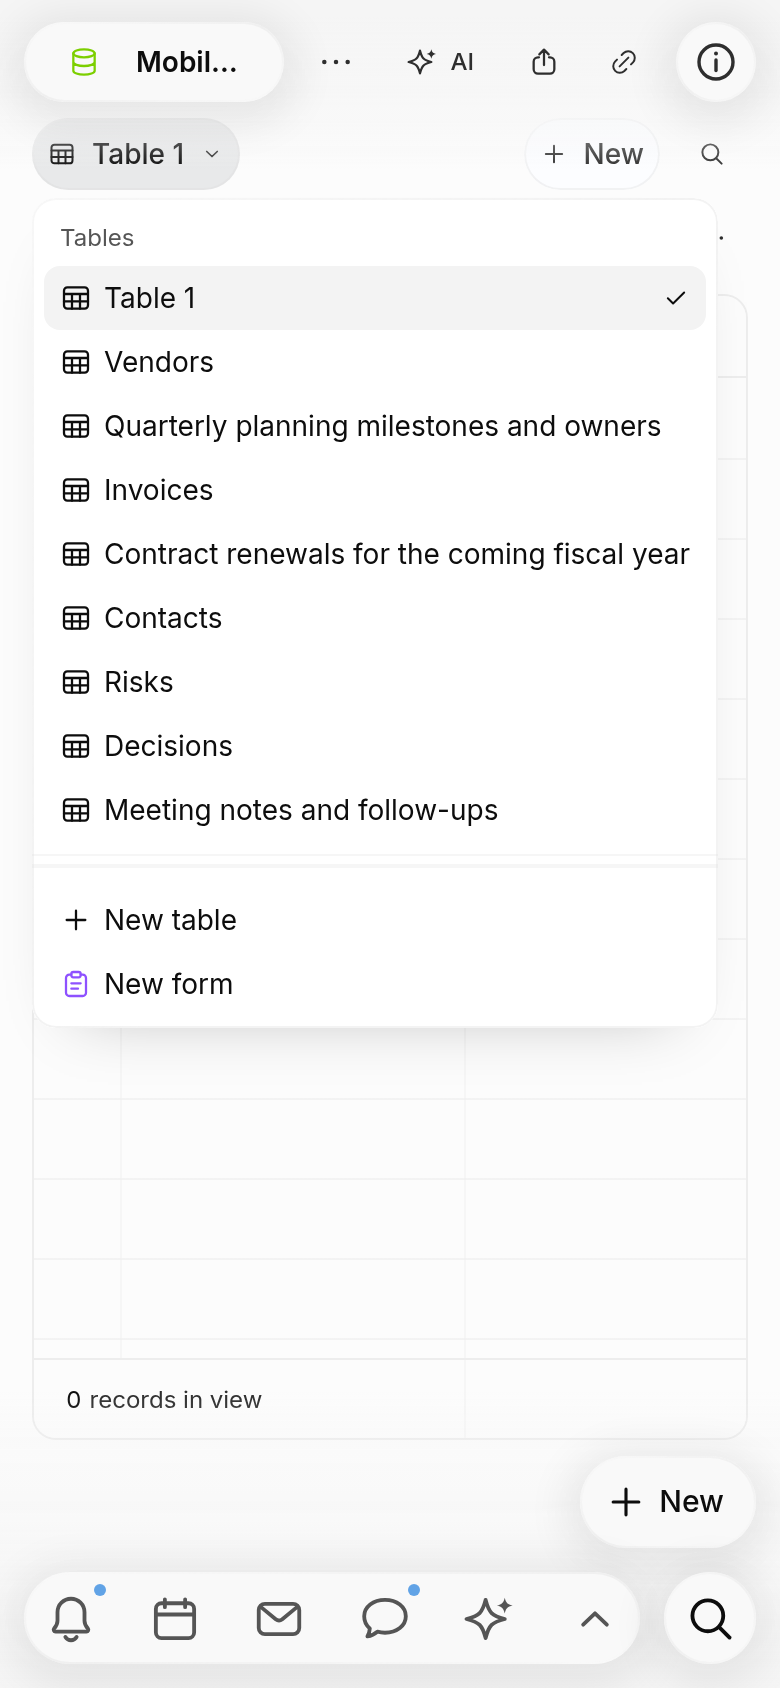 Mobil...
AI
Table 1
New
Tables
Table 1
Vendors
Quarterly planning milestones and owners
Invoices
Contract renewals for the coming fiscal year
Contacts
Risks
Decisions
Meeting notes and follow-ups
New table
New form
0 records in view
New